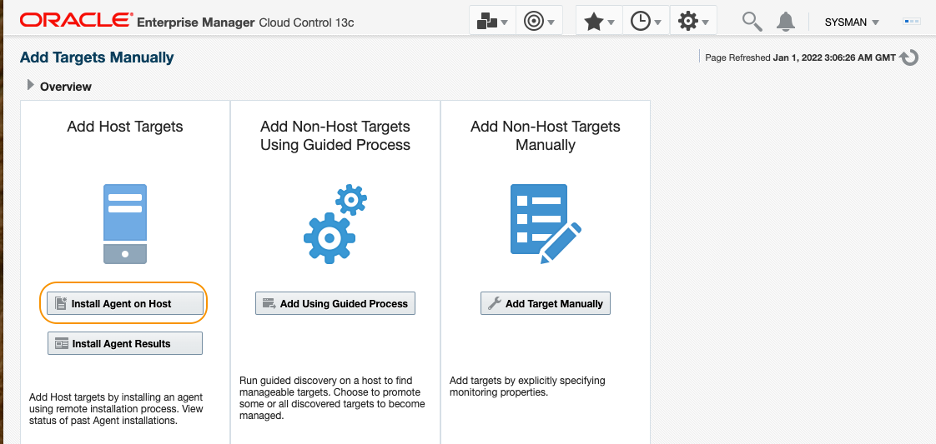 ORACLE® Enterprise Manager Cloud Control 13c
SYSMAN
Add Targets Manually
Page Refreshed Jan 1, 2022 3:06:26 AM GMT
Overview
Add Host Targets
Install Agent on Host
Install Agent Results
Add Host targets by installing an agent
using remote installation process. View
status of past Agent installations.
Add Non-Host Targets
Using Guided Process
Add Using Guided Process
Run guided discovery on a host to find
manageable targets. Choose to promote
some or all discovered targets to become
managed.
Add Non-Host Targets
Manually
Add Target Manually
Add targets by explicitly specifying
monitoring properties.